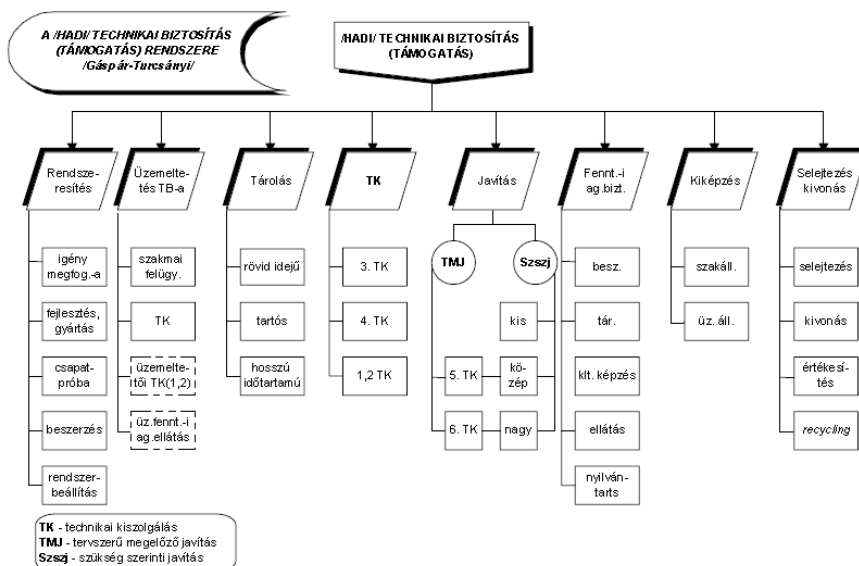 A /HADI/ TECHNIKAI BIZTOSÍTÁS
(TÁMOGATÁS) RENDSZERE
/Gáspár-Turcsányi/
/HADI/ TECHNIKAI BIZTOSÍTÁS
(TÁMOGATÁS)
Rendsze-
resítés
Üzemelte-
tés TB-a
Tárolás
TK
Javítás
Fennt.-i
ag.bizt.
Kiképzés
Selejtezés
kivonás
igény
megfog.-a
fejlesztés,
gyártás
csapat-
próba
beszerzés
rendszer-
beállítás
szakmai
felügy.
TK
üzemelte-
tői TK(1,2)
üz.fennt.-i
ag.ellátás
rövid idejű
tartós
hosszú
időtartamú
3. TK
4. TK
1,2 TK
TMJ
Szszj
kis
5. TK
kö-
zép
6. TK
nagy
besz.
tár.
klt. képzés
ellátás
nyilván-
tarts
szakáll.
üz. áll.
selejtezés
kivonás
értékesí-
tés
recycling
TK - technikai kiszolgálás
TMJ - tervszerű megelőző javítás
Szszj - szükség szerinti javítás